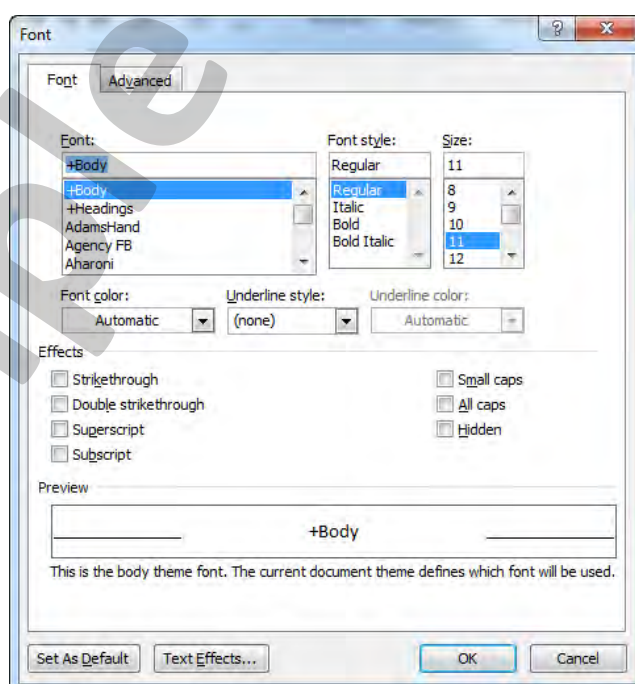 Font
Font Advanced
Font: Font style: Size:
+Body Regular 11
+Body Regular 8
+Headings Italic 9
AdamsHand Bold 10
Agency FB Bold Italic 11
Aharoni 12
Font color: Underline style: Underline color:
Automatic (none) Automatic
Effects
Strikethrough Small caps
Double strikethrough All caps
Superscript Hidden
Subscript
Preview
+Body
This is the body theme font. The current document theme defines which font will be used.
Set As Default Text Effects... OK Cancel
ple